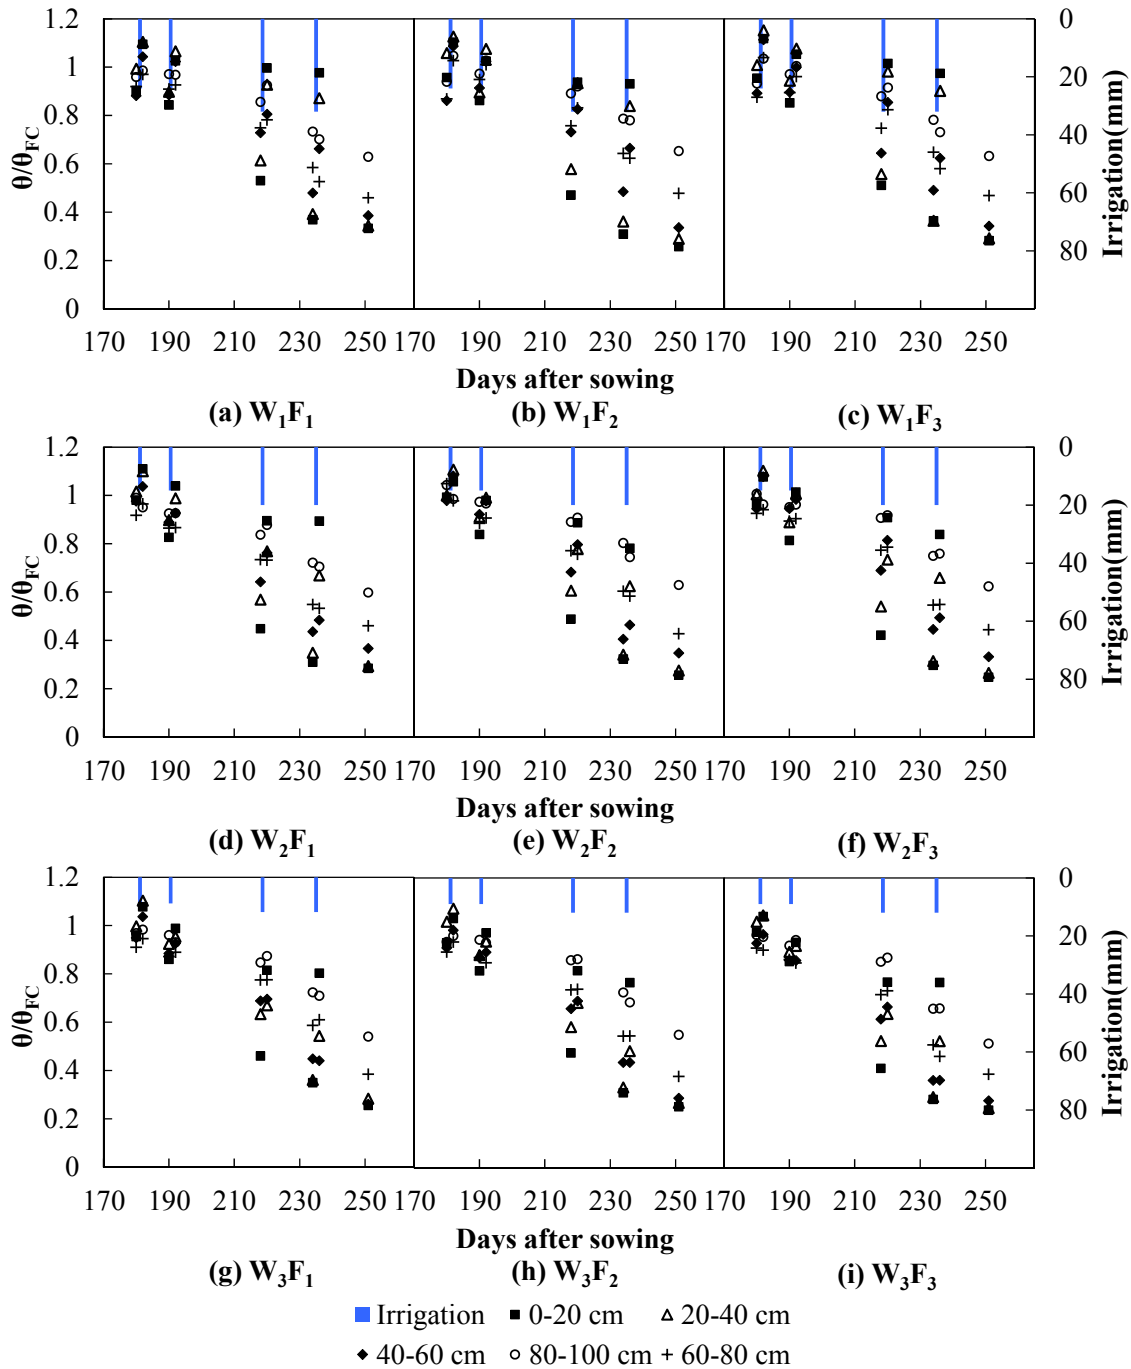 1.2 1 0.8 0.6 0.4 0.2 0
θ/θFC
0 20 40 60 80
Irrigation(mm)
170 190 210 230 250 170 190 210 230 250 170 190 210 230 250
Days after sowing
(a) W1F1 (b) W1F2 (c) W1F3
1.2 1 0.8 0.6 0.4 0.2 0
θ/θFC
0 20 40 60 80
Irrigation(mm)
170 190 210 230 250 170 190 210 230 250 170 190 210 230 250
Days after sowing
(d) W2F1 (e) W2F2 (f) W2F3
1.2 1 0.8 0.6 0.4 0.2 0
θ/θFC
0 20 40 60 80
Irrigation(mm)
170 190 210 230 250 170 190 210 230 250 170 190 210 230 250
Days after sowing
(g) W3F1 (h) W3F2 (i) W3F3
Irrigation 0-20 cm 20-40 cm
40-60 cm 80-100 cm 60-80 cm